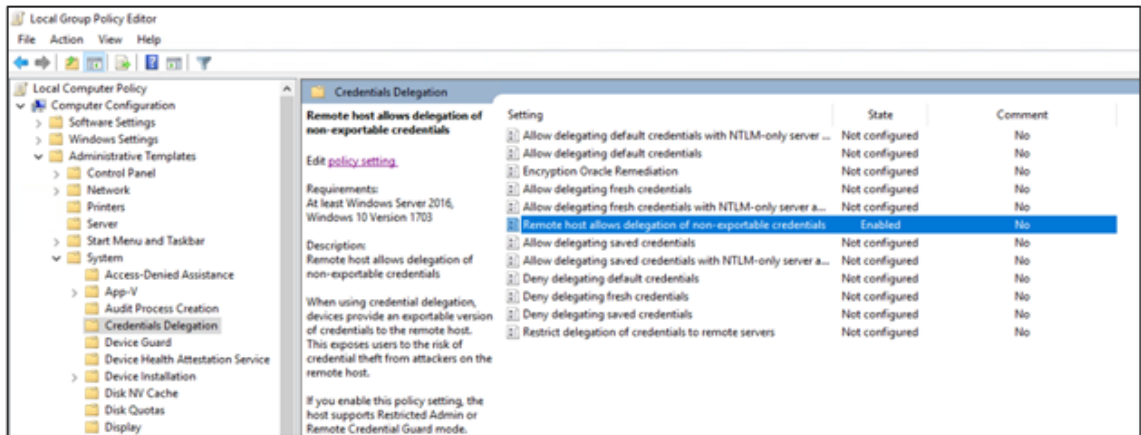 Local Group Policy Editor
File Action View Help
Local Computer Policy
Computer Configuration
Software Settings
Windows Settings
Administrative Templates
Control Panel
Network
Printers
Server
Start Menu and Taskbar
System
Access-Denied Assistance
App-V
Audit Process Creation
Credentials Delegation
Device Guard
Device Health Attestation Service
Device Installation
Disk NV Cache
Disk Quotas
Display
Credentials Delegation
Remote host allows delegation of
non-exportable credentials
Edit policy setting
Requirements:
At least Windows Server 2016,
Windows 10 Version 1703
Description:
Remote host allows delegation of
non-exportable credentials
When using credential delegation,
devices provide an exportable version
of credentials to the remote host.
This exposes users to the risk of
credential theft from attackers on the
remote host.
If you enable this policy setting, the
host supports Restricted Admin or
Remote Credential Guard mode.
Setting State Comment
Allow delegating default credentials with NTLM-only server ... Not configured No
Allow delegating default credentials Not configured No
Encryption Oracle Remediation Not configured No
Allow delegating fresh credentials Not configured No
Allow delegating fresh credentials with NTLM-only server a... Not configured No
Remote host allows delegation of non-exportable credentials Enabled No
Allow delegating saved credentials Not configured No
Allow delegating saved credentials with NTLM-only server a... Not configured No
Deny delegating default credentials Not configured No
Deny delegating fresh credentials Not configured No
Deny delegating saved credentials Not configured No
Restrict delegation of credentials to remote servers Not configured No